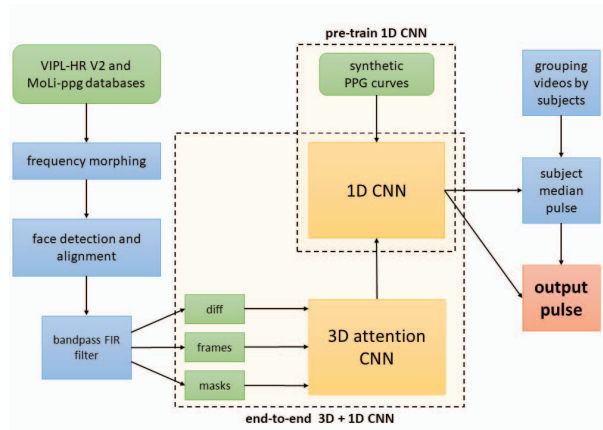 pre-train 1D CNN
VIPL-HR V2 and
MoLi-ppg databases
synthetic
PPG curves
grouping
videos by
subjects
frequency morphing
1D CNN
subject
median
pulse
face detection and
alignment
output
pulse
bandpass FIR
filter
diff
frames
masks
3D attention
CNN
end-to-end 3D + 1D CNN